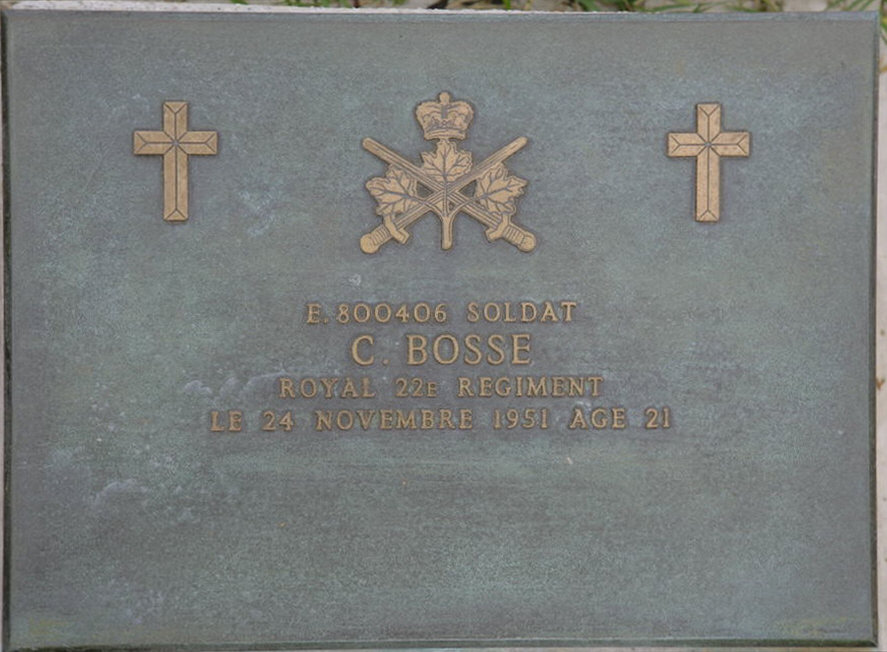 E.800406 SOLDAT
C. BOSSE
ROYAL 22E REGIMENT
LE 24 NOVEMBRE 1951 AGE 21